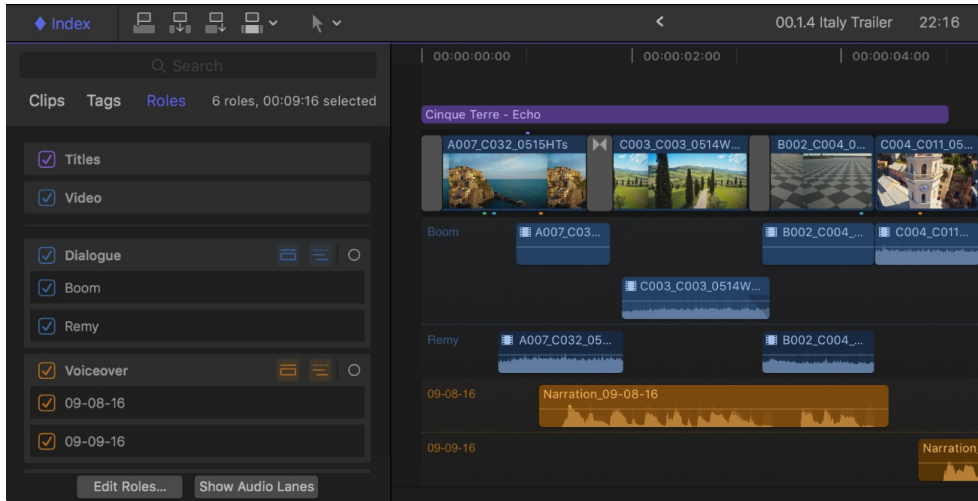 Index
00.1.4 Italy Trailer
22:16
Search
Clips
Tags
Roles
6 roles, 00:09:16 selected
Titles
Video
Dialogue
Boom
Remy
Voiceover
09-08-16
09-09-16
Edit Roles...
Show Audio Lanes
00:00:00:00
00:00:02:00
00:00:04:00
Cinque Terre - Echo
A007_C032_0515HTs
C003_C003_0514W...
B002_C004_0...
C004_C011_05...
Boom
A007_C03...
B002_C004_...
C004_C011...
C003_C003_0514W...
Remy
A007_C032_05...
B002_C004_...
09-08-16
Narration_09-08-16
09-09-16
Narration_